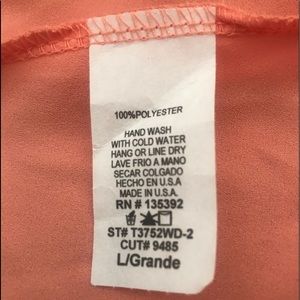 100%POLYESTER
HAND WASH
WITH COLD WATER
HANG OR LINE DRY
LAVE FRIO A MANO
SECAR COLGADO
HECHO EN U.S.A
MADE IN U.S.A.
RN # 135392
ST# T3752WD-2
CUT# 9485
L/Grande